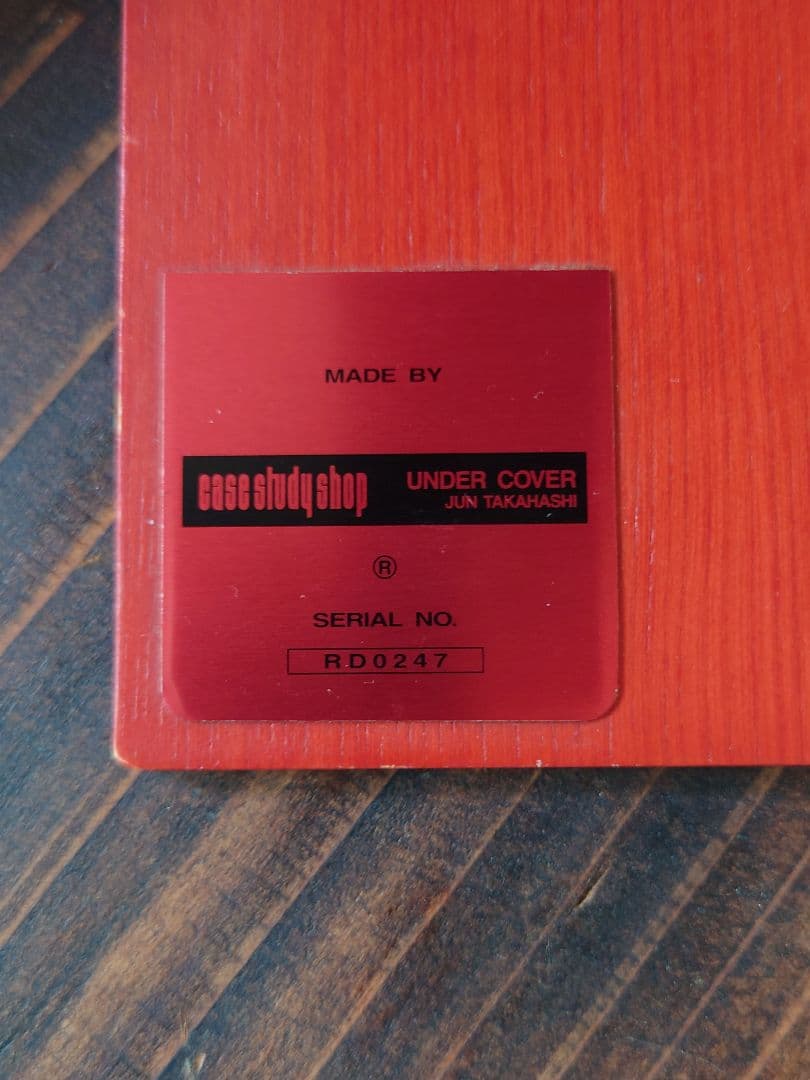 MADE BY
case study shop UNDER COVER
JUN TAKAHASHI
®
SERIAL NO.
RD0247